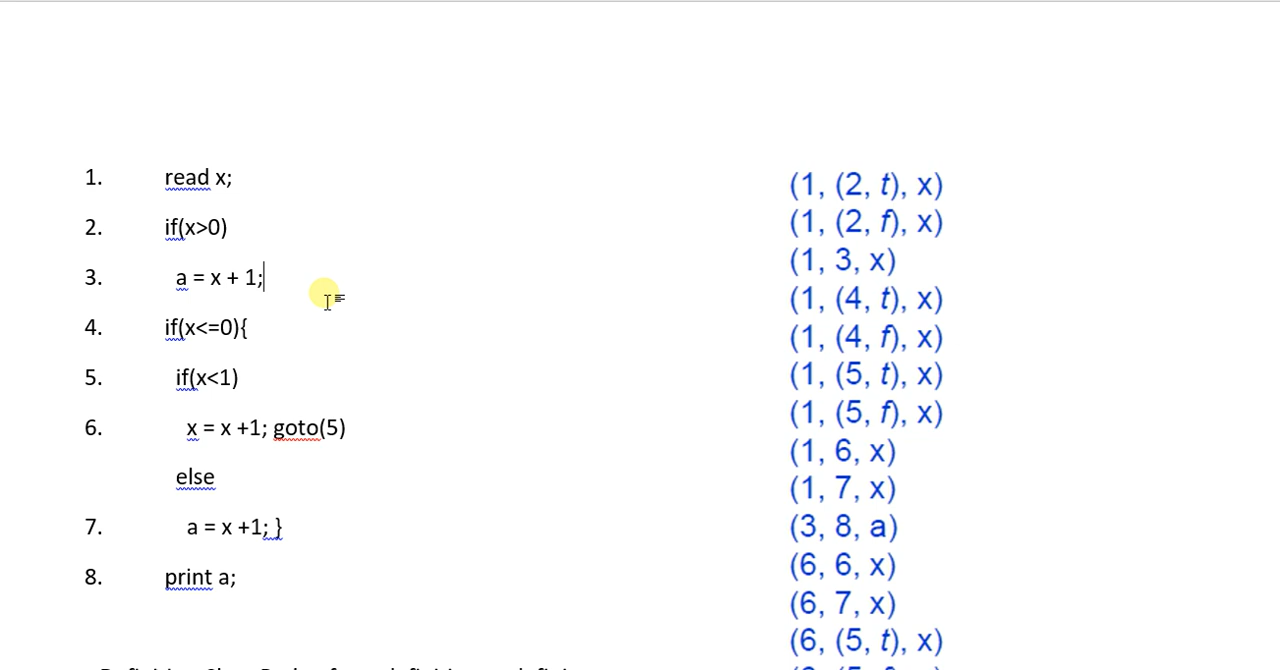 1. read x;
2. if(x>0)
3. a = x + 1;
4. if(x<=0){
5. if(x<1)
6. x = x +1; goto(5)
else
7. a = x +1; }
8. print a;
(1, (2, t), x)
(1, (2, f), x)
(1, 3, x)
(1, (4, t), x)
(1, (4, f), x)
(1, (5, t), x)
(1, (5, f), x)
(1, 6, x)
(1, 7, x)
(3, 8, a)
(6, 6, x)
(6, 7, x)
(6, (5, t), x)